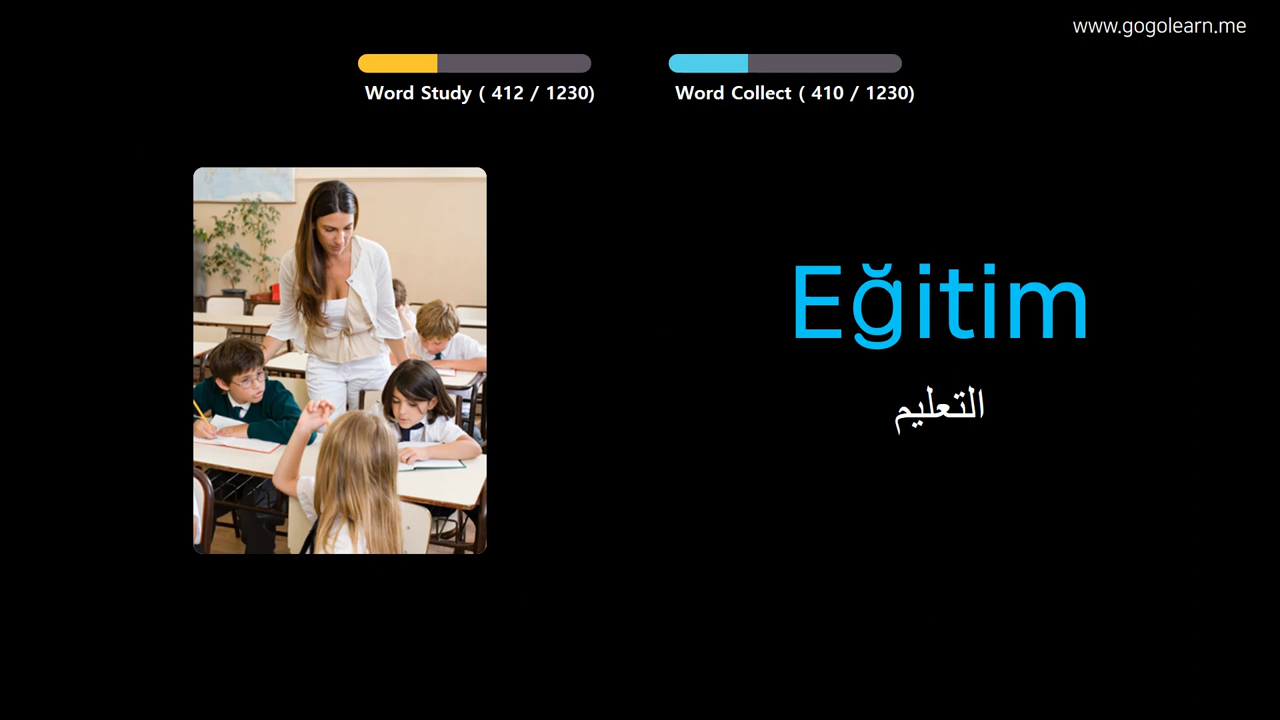 www.gogolearn.me
Word Study ( 412 / 1230)
Word Collect ( 410 / 1230)
Eğitim
التعليم